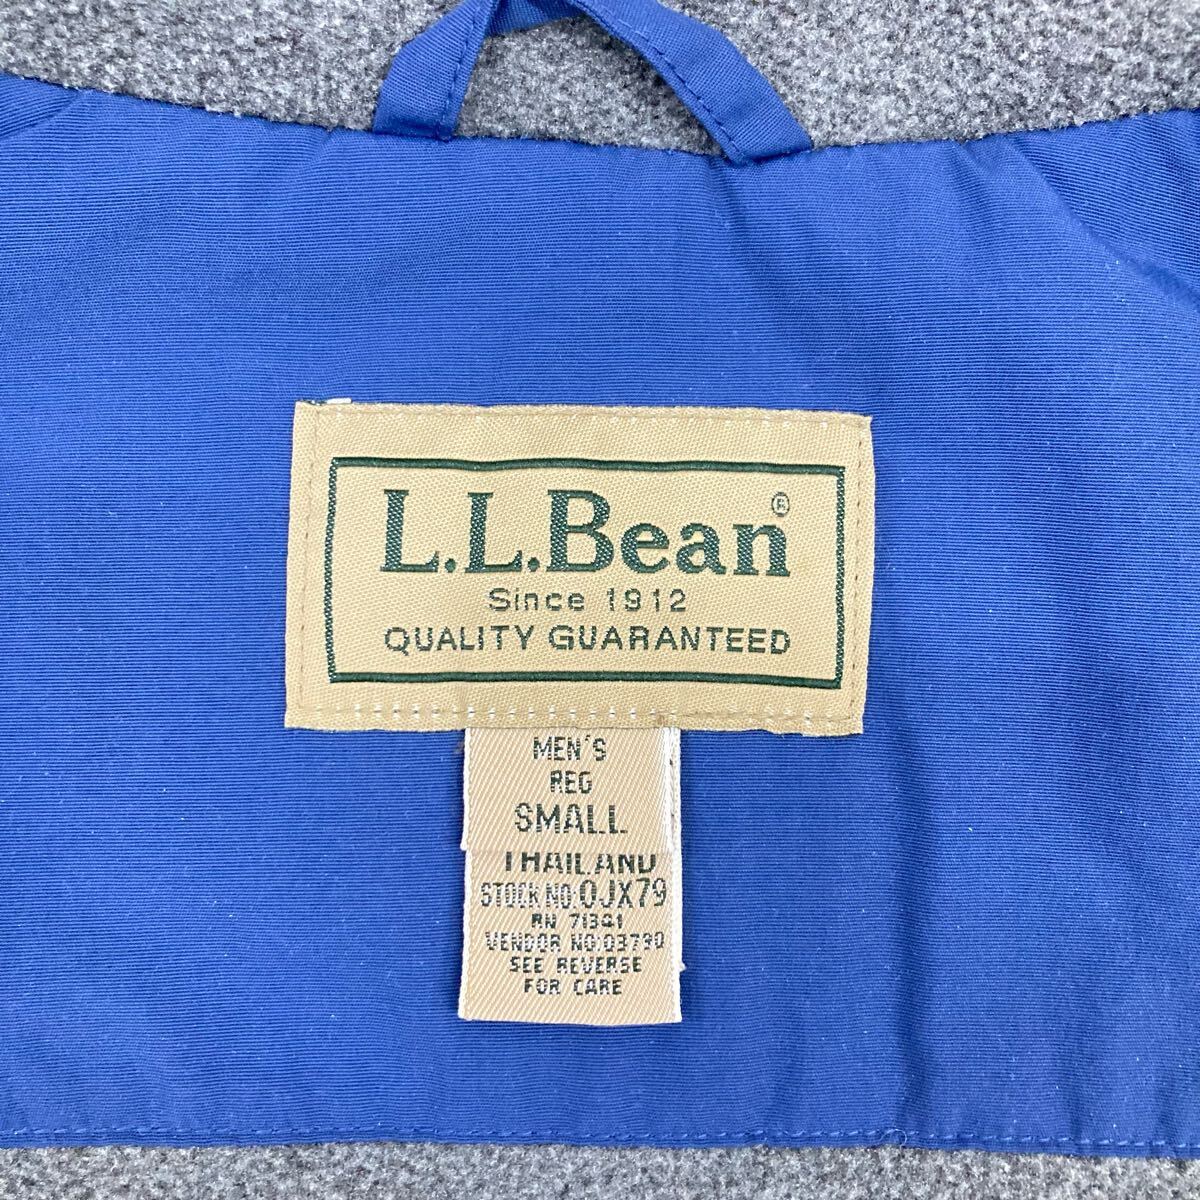 L.L.Bean®
Since 1912
QUALITY GUARANTEED
MEN'S
REG
SMALL
THAILAND
STOCK NO:0JX79
RN 71341
VENDOR NO:03790
SEE REVERSE
FOR CARE